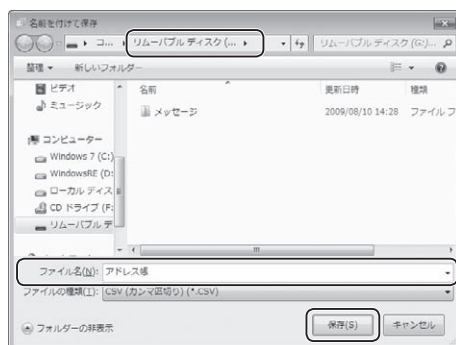 名前を付けて保存
コ... リムーバブル ディスク (...
リムーバブル ディスク (G:)...
整理 新しいフォルダー
ビデオ
ミュージック
コンピューター
Windows 7 (C:)
WindowsRE (D:
ローカル ディス
CD ドライブ (F:
リムーバブル デ
名前 更新日時 種類
メッセージ 2009/08/10 14:28 ファイル フ
ファイル名(N): アドレス帳
ファイルの種類(T): CSV (カンマ区切り) (*.CSV)
フォルダーの非表示
保存(S) キャンセル